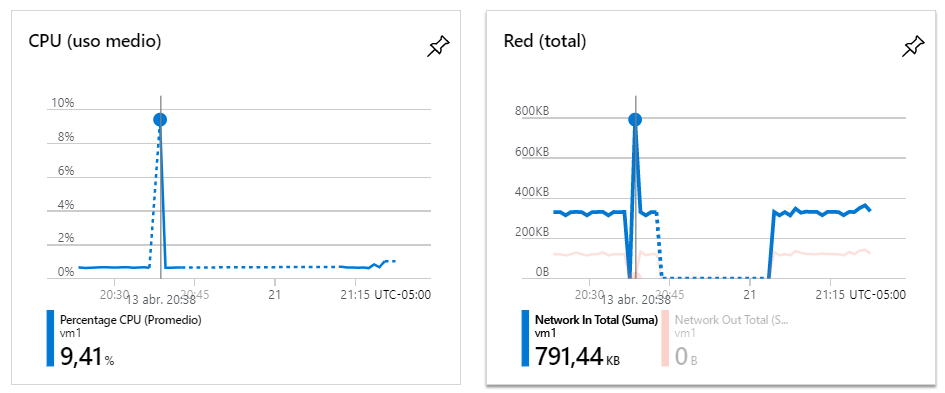 CPU (uso medio)
10%
8%
6%
4%
2%
0%
20:30
13 abr. 20:38
20:45
21
21:15
UTC-05:00
Percentage CPU (Promedio)
vm1
9,41 %
Red (total)
800KB
600KB
400KB
200KB
0B
20:30
13 abr. 20:38
20:45
21
21:15
UTC-05:00
Network In Total (Suma)
vm1
791,44 KB
Network Out Total (S...
vm1
0 B